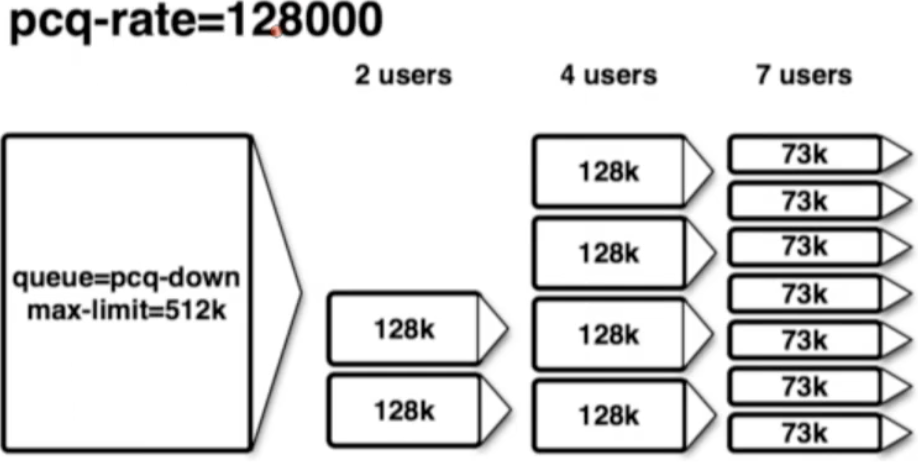 pcq-rate=128000
2 users
4 users
7 users
queue=pcq-down
max-limit=512k
128k
128k
128k
128k
128k
128k
73k
73k
73k
73k
73k
73k
73k